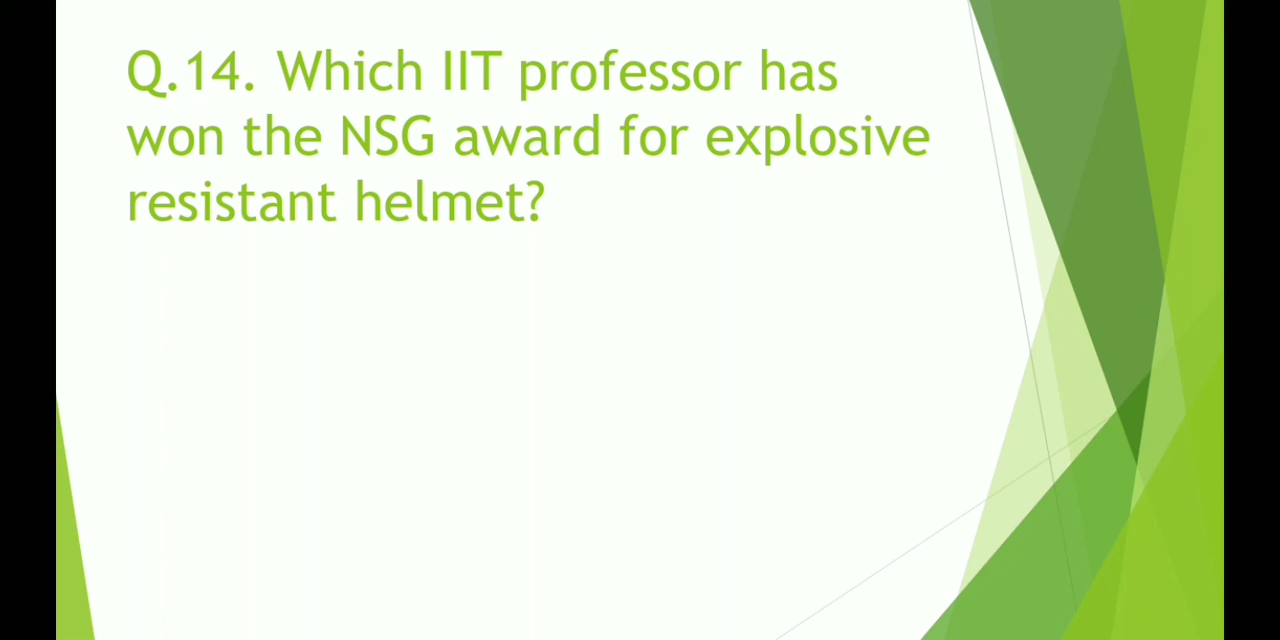 Q.14. Which IIT professor has
won the NSG award for explosive
resistant helmet?